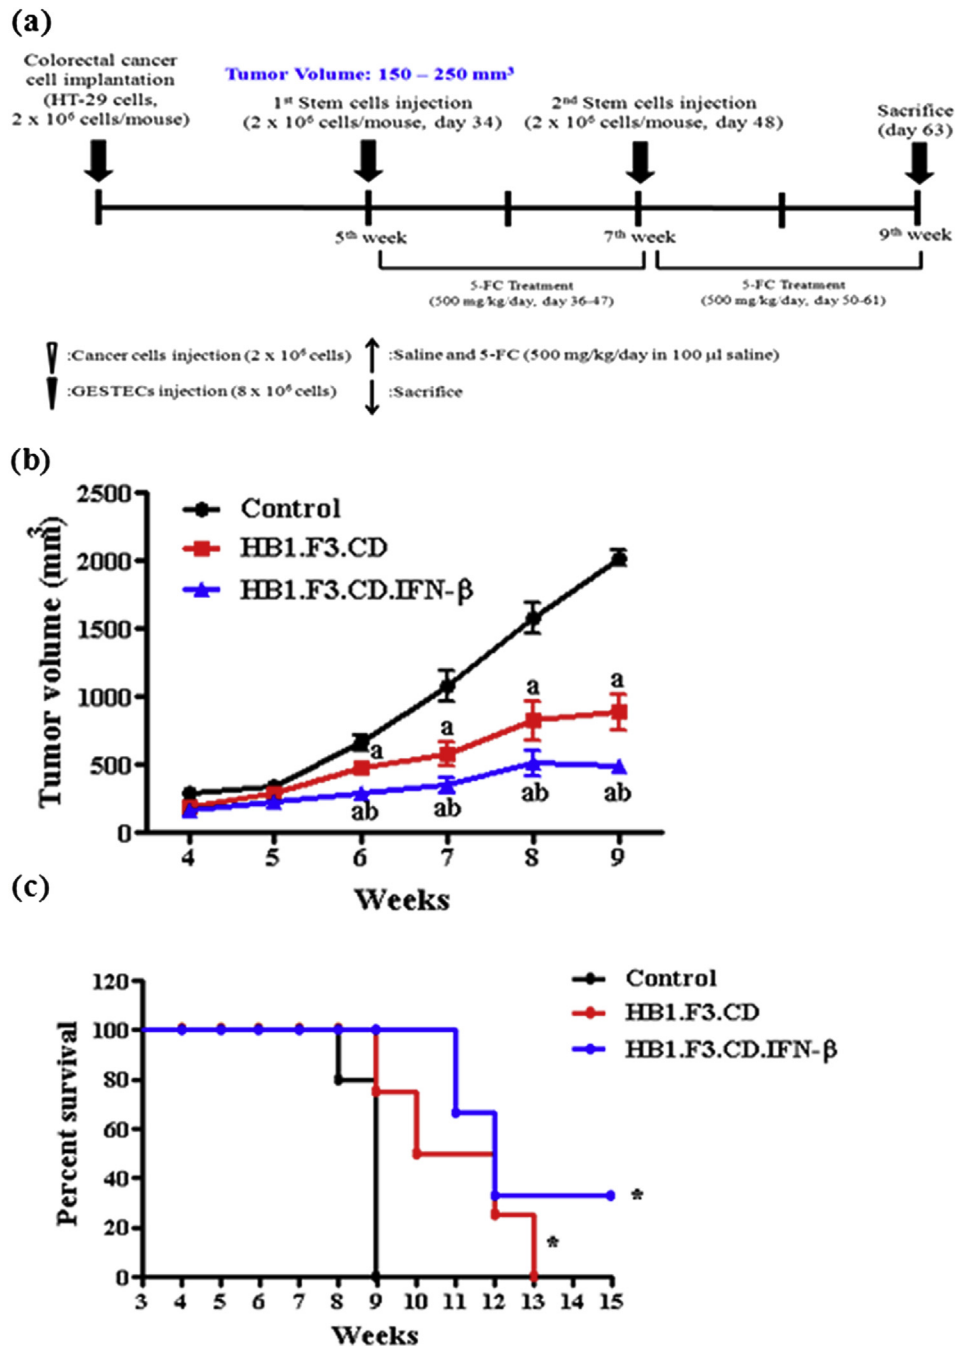 (a)
Colorectal cancer
cell implantation
(HT-29 cells,
2 x 10⁶ cells/mouse)
Tumor Volume: 150 – 250 mm³
1ˢᵗ Stem cells injection
(2 x 10⁶ cells/mouse, day 34)
2ⁿᵈ Stem cells injection
(2 x 10⁶ cells/mouse, day 48)
Sacrifice
(day 63)
5ᵗʰ week
7ᵗʰ week
9ᵗʰ week
5-FC Treatment
(500 mg/kg/day, day 36-47)
5-FC Treatment
(500 mg/kg/day, day 50-61)
:Cancer cells injection (2 x 10⁶ cells)
:Saline and 5-FC (500 mg/kg/day in 100 µl saline)
:GESTECs injection (8 x 10⁶ cells)
:Sacrifice
(b)
Tumor volume (mm³)
2500
2000
1500
1000
500
0
Control
HB1.F3.CD
HB1.F3.CD.IFN-β
a
a
a
a
ab
ab
ab
ab
4 5 6 7 8 9
Weeks
(c)
Percent survival
120
100
80
60
40
20
0
Control
HB1.F3.CD
HB1.F3.CD.IFN-β
*
*
3 4 5 6 7 8 9 10 11 12 13 14 15
Weeks